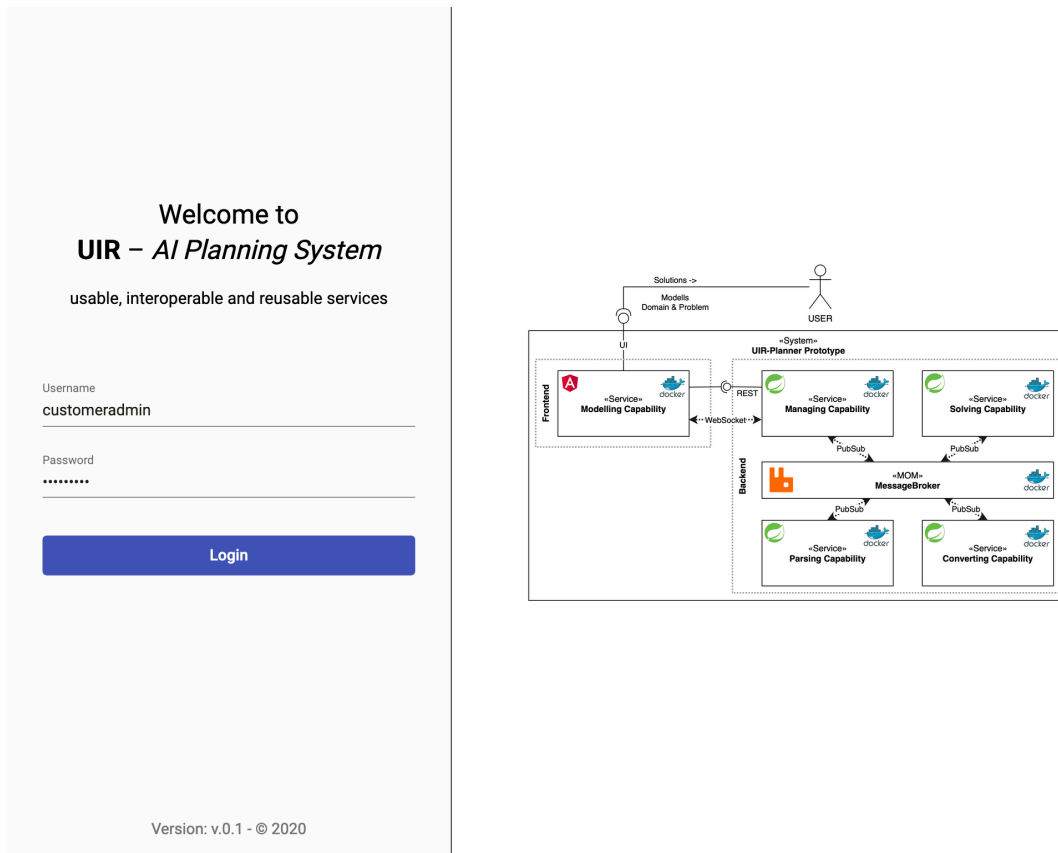 Welcome to
UIR – AI Planning System
usable, interoperable and reusable services
Username
customeradmin
Password
•••••••••
Login
Version: v.0.1 - © 2020
Solutions ->
Modells
Domain & Problem
USER
UI
«System»
UIR-Planner Prototype
Frontend
A
docker
«Service»
Modelling Capability
REST
WebSocket
Backend
docker
«Service»
Managing Capability
docker
«Service»
Solving Capability
PubSub
PubSub
«MOM»
MessageBroker
docker
PubSub
PubSub
docker
«Service»
Parsing Capability
docker
«Service»
Converting Capability